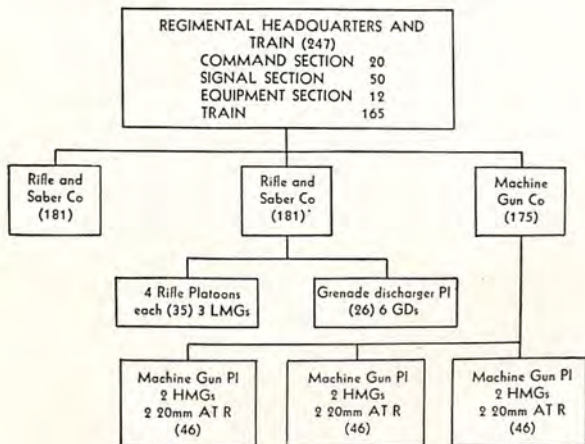 REGIMENTAL HEADQUARTERS AND
TRAIN (247)
COMMAND SECTION 20
SIGNAL SECTION 50
EQUIPMENT SECTION 12
TRAIN 165
Rifle and
Saber Co
(181)
Rifle and
Saber Co
(181)
Machine
Gun Co
(175)
4 Rifle Platoons
each (35) 3 LMGs
Grenade discharger Pl
(26) 6 GDs
Machine Gun Pl
2 HMGs
2 20mm AT R
(46)
Machine Gun Pl
2 HMGs
2 20mm AT R
(46)
Machine Gun Pl
2 HMGs
2 20mm AT R
(46)